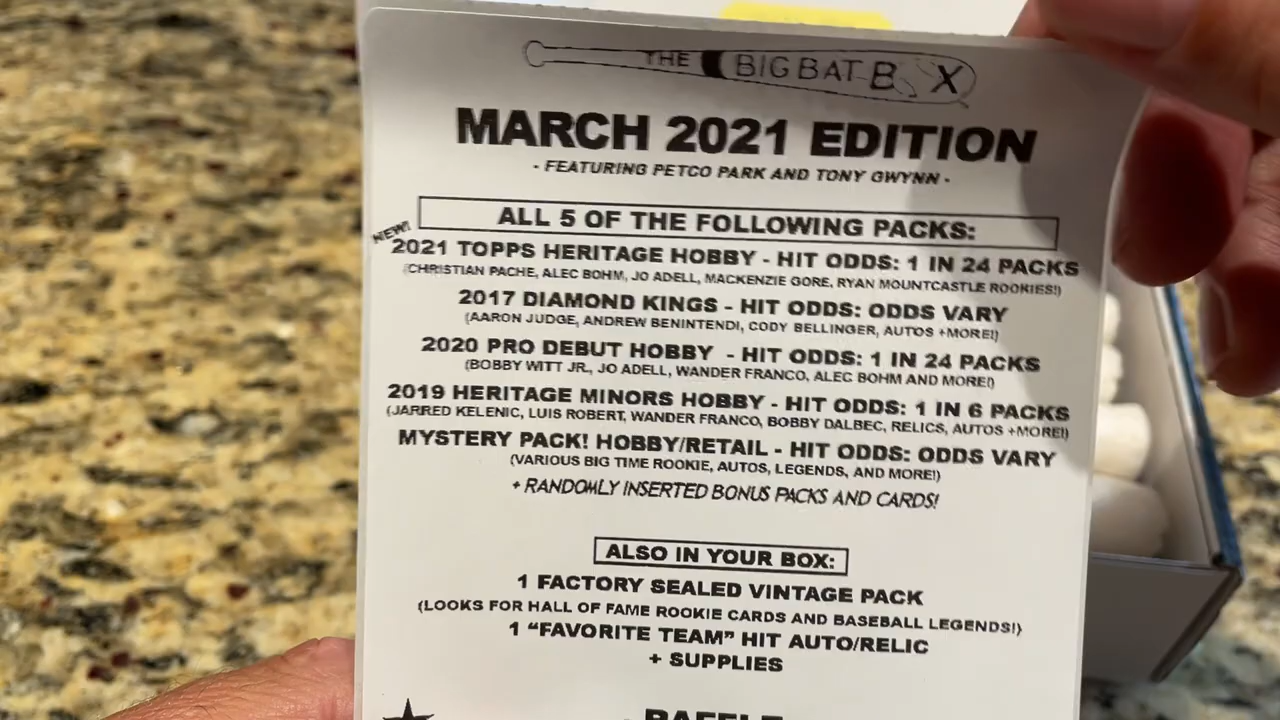 THE BIG BAT BOX
MARCH 2021 EDITION
- FEATURING PETCO PARK AND TONY GWYNN -
ALL 5 OF THE FOLLOWING PACKS:
NEW!
2021 TOPPS HERITAGE HOBBY - HIT ODDS: 1 IN 24 PACKS
(CHRISTIAN PACHE, ALEC BOHM, JO ADELL, MACKENZIE GORE, RYAN MOUNTCASTLE ROOKIES!)
2017 DIAMOND KINGS - HIT ODDS: ODDS VARY
(AARON JUDGE, ANDREW BENINTENDI, CODY BELLINGER, AUTOS +MORE!)
2020 PRO DEBUT HOBBY - HIT ODDS: 1 IN 24 PACKS
(BOBBY WITT JR., JO ADELL, WANDER FRANCO, ALEC BOHM AND MORE!)
2019 HERITAGE MINORS HOBBY - HIT ODDS: 1 IN 6 PACKS
(JARRED KELENIC, LUIS ROBERT, WANDER FRANCO, BOBBY DALBEC, RELICS, AUTOS +MORE!)
MYSTERY PACK! HOBBY/RETAIL - HIT ODDS: ODDS VARY
(VARIOUS BIG TIME ROOKIE, AUTOS, LEGENDS, AND MORE!)
+ RANDOMLY INSERTED BONUS PACKS AND CARDS!
ALSO IN YOUR BOX:
1 FACTORY SEALED VINTAGE PACK
(LOOKS FOR HALL OF FAME ROOKIE CARDS AND BASEBALL LEGENDS!)
1 "FAVORITE TEAM" HIT AUTO/RELIC
+ SUPPLIES
RAFFLE